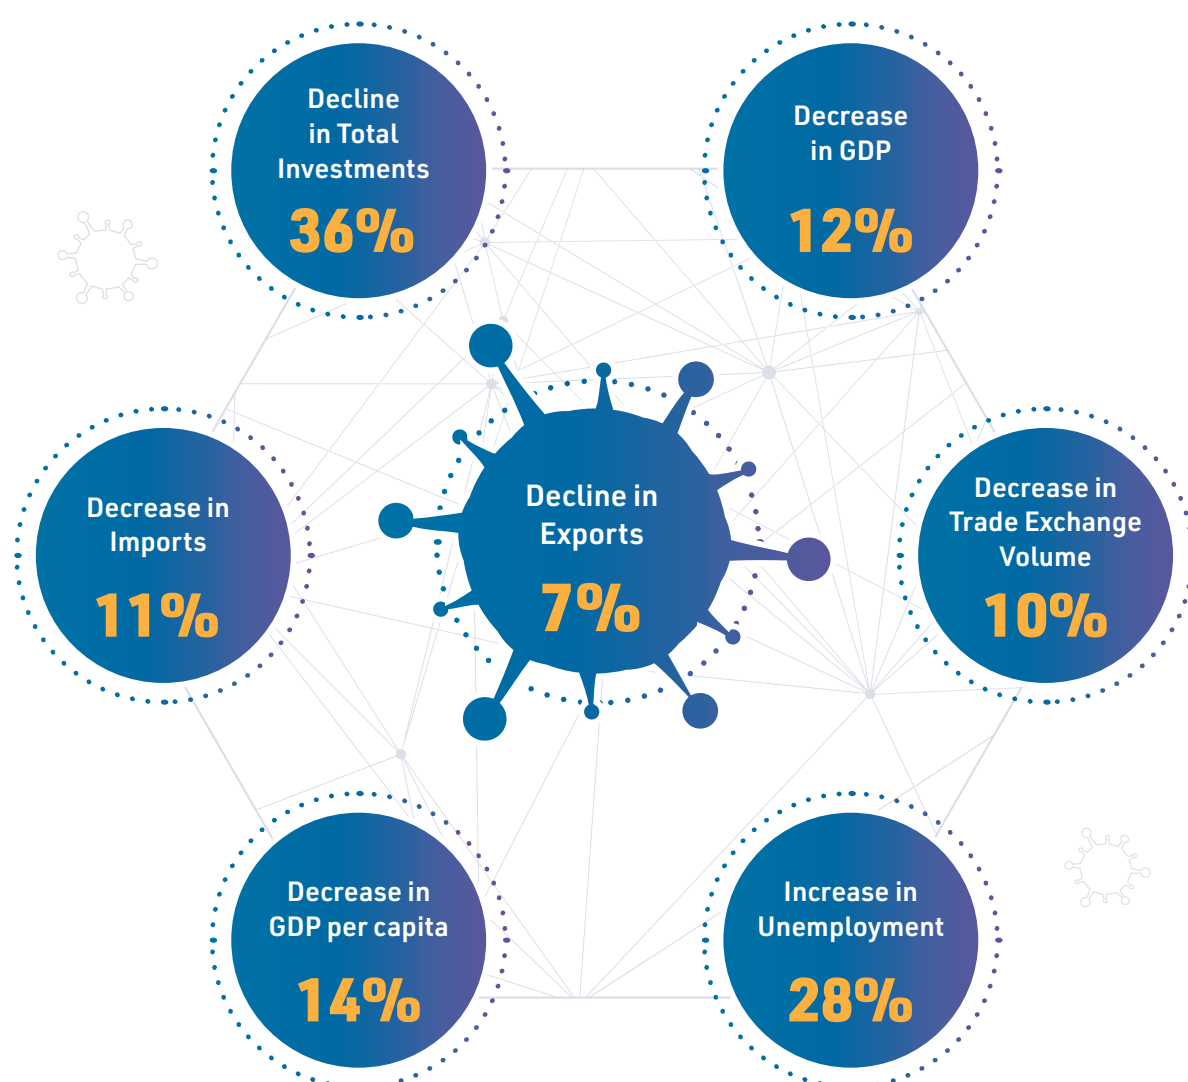 Decline
in Total
Investments
36%
Decrease
in GDP
12%
Decrease in
Imports
11%
Decline in
Exports
7%
Decrease in
Trade Exchange
Volume
10%
Decrease in
GDP per capita
14%
Increase in
Unemployment
28%